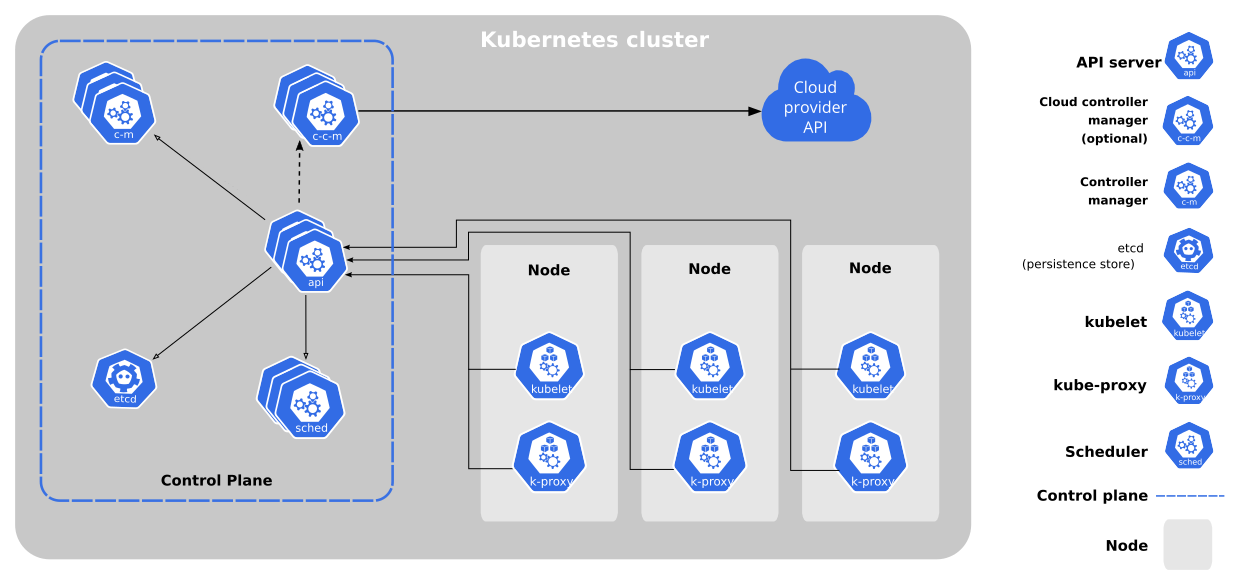 Kubernetes cluster
c-m
c-c-m
Cloud
provider
API
api
etcd
sched
Control Plane
Node
kubelet
k-proxy
Node
kubelet
k-proxy
Node
kubelet
k-proxy
API server
api
Cloud controller
manager
(optional)
c-c-m
Controller
manager
c-m
etcd
(persistence store)
etcd
kubelet
kubelet
kube-proxy
k-proxy
Scheduler
sched
Control plane
Node